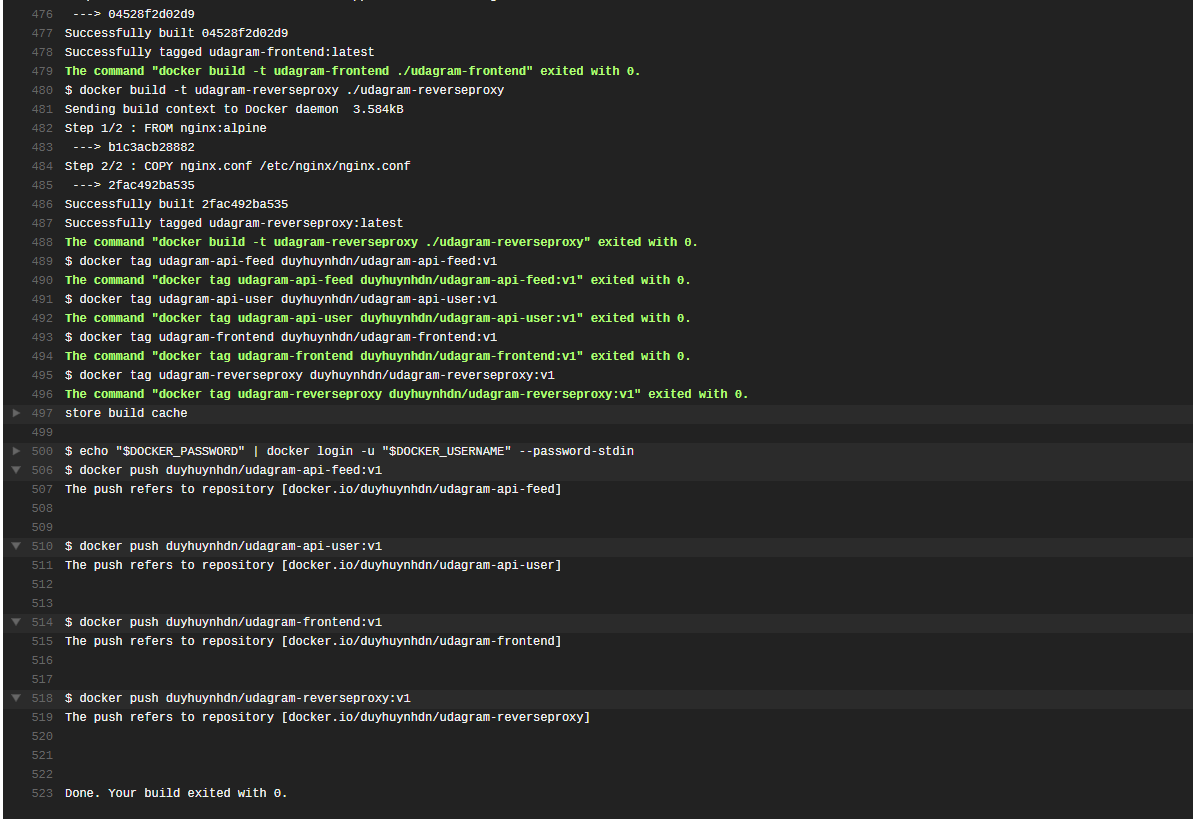 476 ---> 04528f2d02d9
477 Successfully built 04528f2d02d9
478 Successfully tagged udagram-frontend:latest
479 The command "docker build -t udagram-frontend ./udagram-frontend" exited with 0.
480 $ docker build -t udagram-reverseproxy ./udagram-reverseproxy
481 Sending build context to Docker daemon  3.584kB
482 Step 1/2 : FROM nginx:alpine
483 ---> b1c3acb28882
484 Step 2/2 : COPY nginx.conf /etc/nginx/nginx.conf
485 ---> 2fac492ba535
486 Successfully built 2fac492ba535
487 Successfully tagged udagram-reverseproxy:latest
488 The command "docker build -t udagram-reverseproxy ./udagram-reverseproxy" exited with 0.
489 $ docker tag udagram-api-feed duyhuynhdn/udagram-api-feed:v1
490 The command "docker tag udagram-api-feed duyhuynhdn/udagram-api-feed:v1" exited with 0.
491 $ docker tag udagram-api-user duyhuynhdn/udagram-api-user:v1
492 The command "docker tag udagram-api-user duyhuynhdn/udagram-api-user:v1" exited with 0.
493 $ docker tag udagram-frontend duyhuynhdn/udagram-frontend:v1
494 The command "docker tag udagram-frontend duyhuynhdn/udagram-frontend:v1" exited with 0.
495 $ docker tag udagram-reverseproxy duyhuynhdn/udagram-reverseproxy:v1
496 The command "docker tag udagram-reverseproxy duyhuynhdn/udagram-reverseproxy:v1" exited with 0.
497 store build cache
499
500 $ echo "$DOCKER_PASSWORD" | docker login -u "$DOCKER_USERNAME" --password-stdin
506 $ docker push duyhuynhdn/udagram-api-feed:v1
507 The push refers to repository [docker.io/duyhuynhdn/udagram-api-feed]
508
509
510 $ docker push duyhuynhdn/udagram-api-user:v1
511 The push refers to repository [docker.io/duyhuynhdn/udagram-api-user]
512
513
514 $ docker push duyhuynhdn/udagram-frontend:v1
515 The push refers to repository [docker.io/duyhuynhdn/udagram-frontend]
516
517
518 $ docker push duyhuynhdn/udagram-reverseproxy:v1
519 The push refers to repository [docker.io/duyhuynhdn/udagram-reverseproxy]
520
521
522
523 Done. Your build exited with 0.